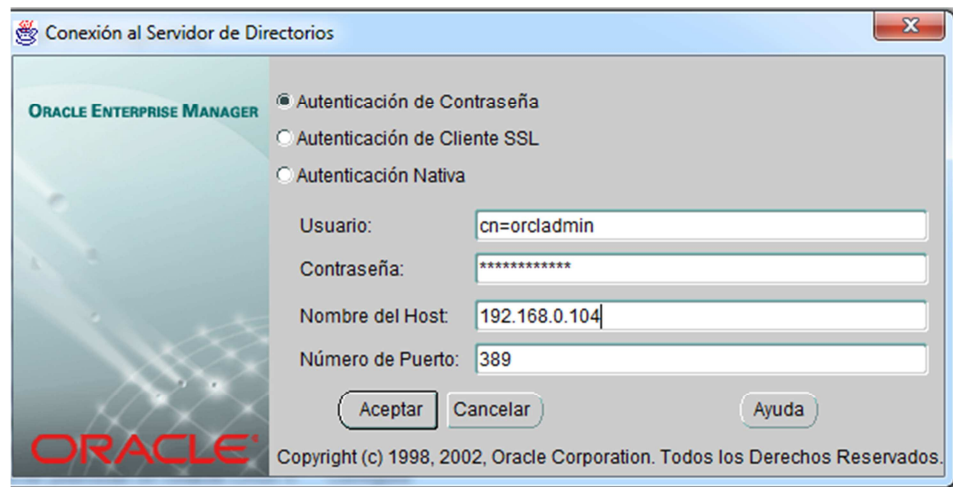 Conexión al Servidor de Directorios
X
ORACLE ENTERPRISE MANAGER
Autenticación de Contraseña
Autenticación de Cliente SSL
Autenticación Nativa
Usuario: cn=orcladmin
Contraseña: ************
Nombre del Host: 192.168.0.104
Número de Puerto: 389
Aceptar Cancelar Ayuda
ORACLE®
Copyright (c) 1998, 2002, Oracle Corporation. Todos los Derechos Reservados.